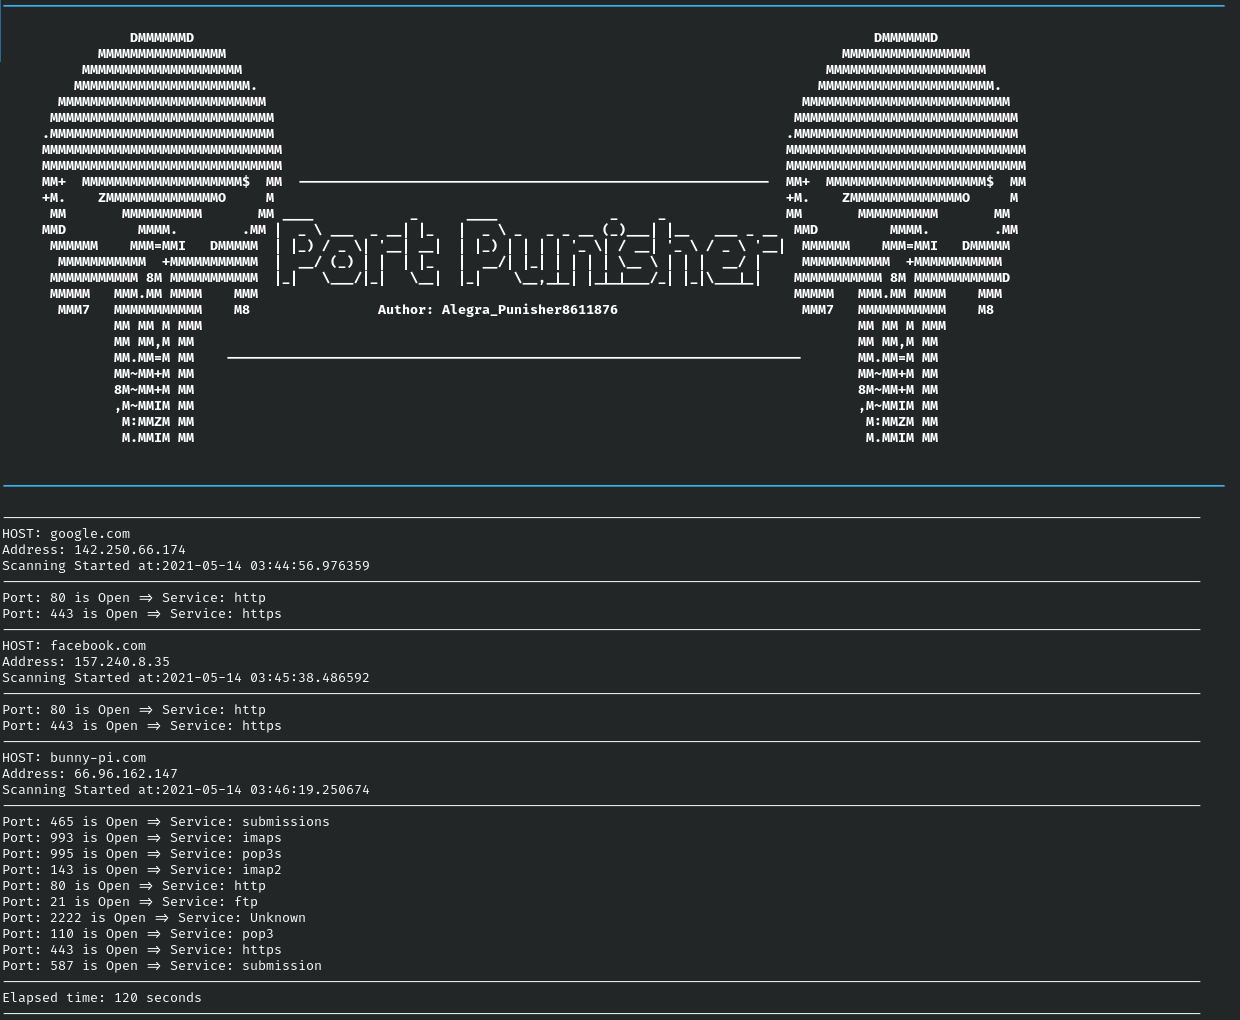 Port Punisher
Author: Alegra_Punisher8611876
HOST: google.com
Address: 142.250.66.174
Scanning Started at:2021-05-14 03:44:56.976359
Port: 80 is Open => Service: http
Port: 443 is Open => Service: https
HOST: facebook.com
Address: 157.240.8.35
Scanning Started at:2021-05-14 03:45:38.486592
Port: 80 is Open => Service: http
Port: 443 is Open => Service: https
HOST: bunny-pi.com
Address: 66.96.162.147
Scanning Started at:2021-05-14 03:46:19.250674
Port: 465 is Open => Service: submissions
Port: 993 is Open => Service: imaps
Port: 995 is Open => Service: pop3s
Port: 143 is Open => Service: imap2
Port: 80 is Open => Service: http
Port: 21 is Open => Service: ftp
Port: 2222 is Open => Service: Unknown
Port: 110 is Open => Service: pop3
Port: 443 is Open => Service: https
Port: 587 is Open => Service: submission
Elapsed time: 120 seconds